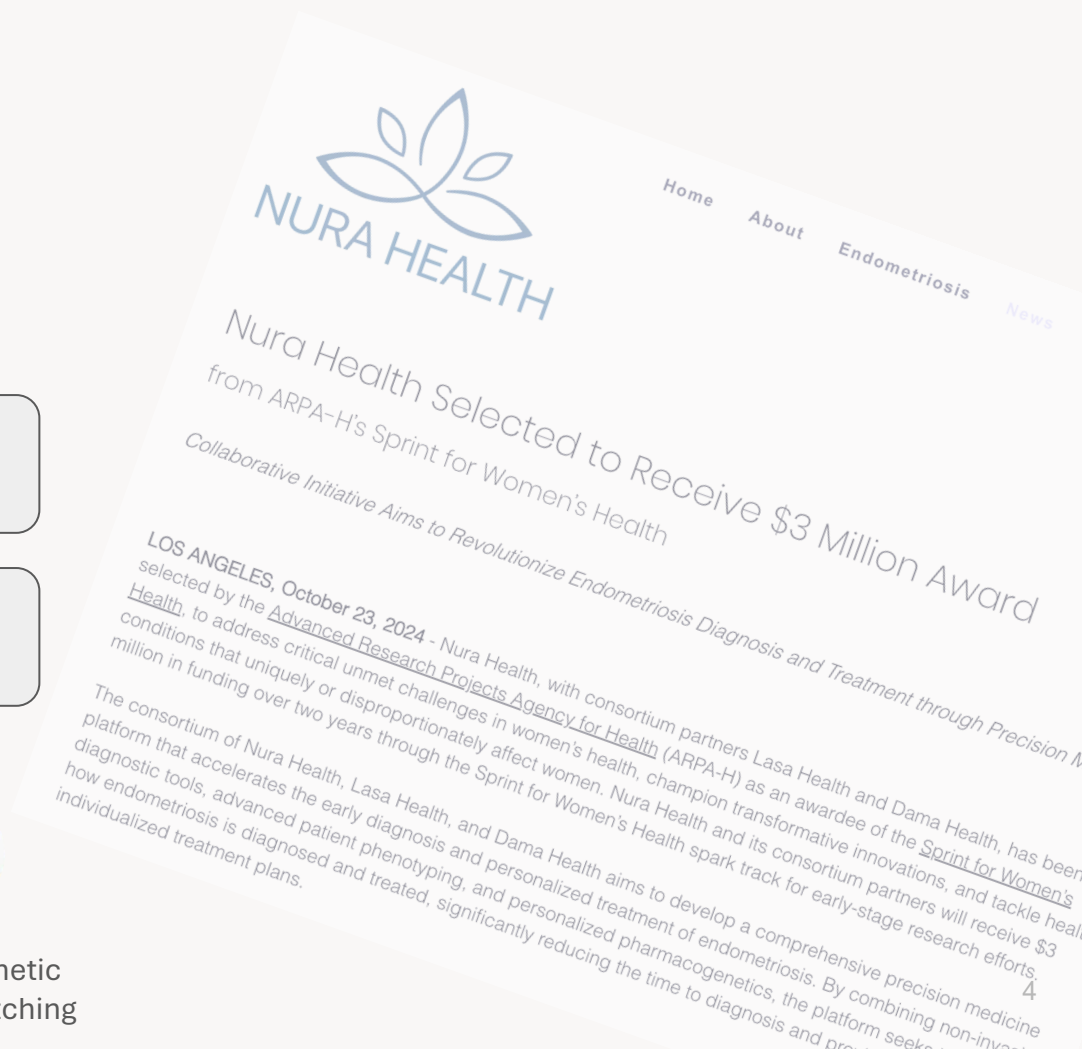 NURA HEALTH
Home About Endometriosis News
Nura Health Selected to Receive $3 Million Award
from ARPA-H's Sprint for Women's Health
Collaborative Initiative Aims to Revolutionize Endometriosis Diagnosis and Treatment through Precision
LOS ANGELES, October 23, 2024 - Nura Health, with consortium partners Lasa Health and Dama Health, has been
selected by the Advanced Research Projects Agency for Health (ARPA-H) as an awardee of the Sprint for Women's
Health, to address critical unmet challenges in women's health, champion transformative innovations, and tackle
conditions that uniquely or disproportionately affect women. Nura Health and its consortium partners will receive $3
million in funding over two years through the Sprint for Women's Health spark track for early-stage research efforts.
The consortium of Nura Health, Lasa Health, and Dama Health aims to develop a comprehensive precision medicine
platform that accelerates the early diagnosis and personalized treatment of endometriosis. By combining
diagnostic tools, advanced patient phenotyping, and personalized pharmacogenetics, the platform seeks
how endometriosis is diagnosed and treated, significantly reducing the time to diagnosis and
individualized treatment plans.
netic
tching
4